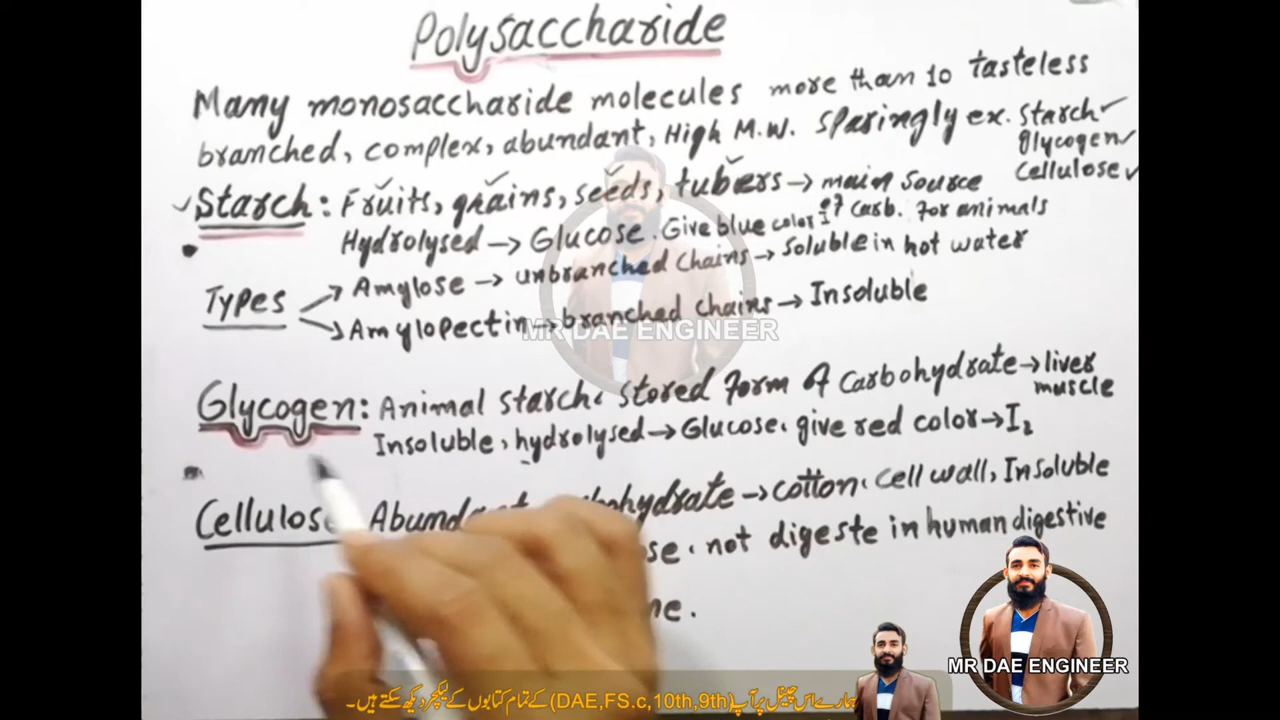 Polysaccharide
Many monosaccharide molecules more than 10 tasteless
branched, complex, abundant, High M.W. sparingly ex. starch
glycogen
cellulose
Starch: Fruits, grains, seeds, tubers → main source
of carb. for animals
Hydrolysed → Glucose. Give blue color I
Types → Amylose → unbranched chains → soluble in hot water
→ Amylopectin → branched chains → Insoluble
MR DAE ENGINEER
Glycogen: Animal starch, stored form of carbohydrate → liver
muscle
Insoluble, hydrolysed → Glucose, give red color → I2
Cellulose Abundant carbohydrate → cotton, cell wall, Insoluble
se, not digeste in human digestive
ne.
MR DAE ENGINEER
ہمارے اس چینل پر آپ (DAE,FS.c,10th,9th) کے تمام کتابوں کے لیکچر دیکھ سکتے ہیں۔